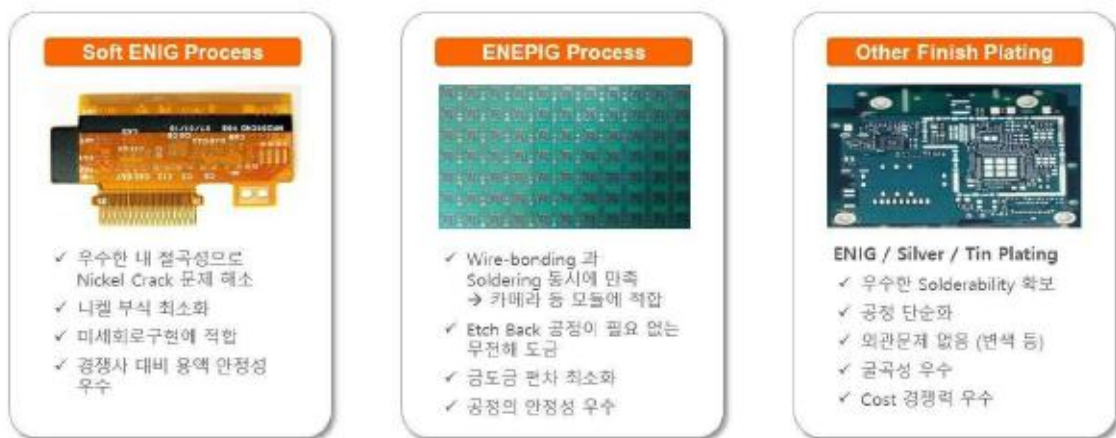 Soft ENIG Process
✓ 우수한 내 절곡성으로
Nickel Crack 문제 해소
✓ 니켈 부식 최소화
✓ 미세회로구현에 적합
✓ 경쟁사 대비 용액 안정성
우수
ENEPIG Process
✓ Wire-bonding 과
Soldering 동시에 만족
→ 카메라 등 모듈에 적합
✓ Etch Back 공정이 필요 없는
무전해 도금
✓ 금도금 편차 최소화
✓ 공정의 안정성 우수
Other Finish Plating
ENIG / Silver / Tin Plating
✓ 우수한 Solderability 확보
✓ 공정 단순화
✓ 외관문제 없음 (변색 등)
✓ 굴곡성 우수
✓ Cost 경쟁력 우수